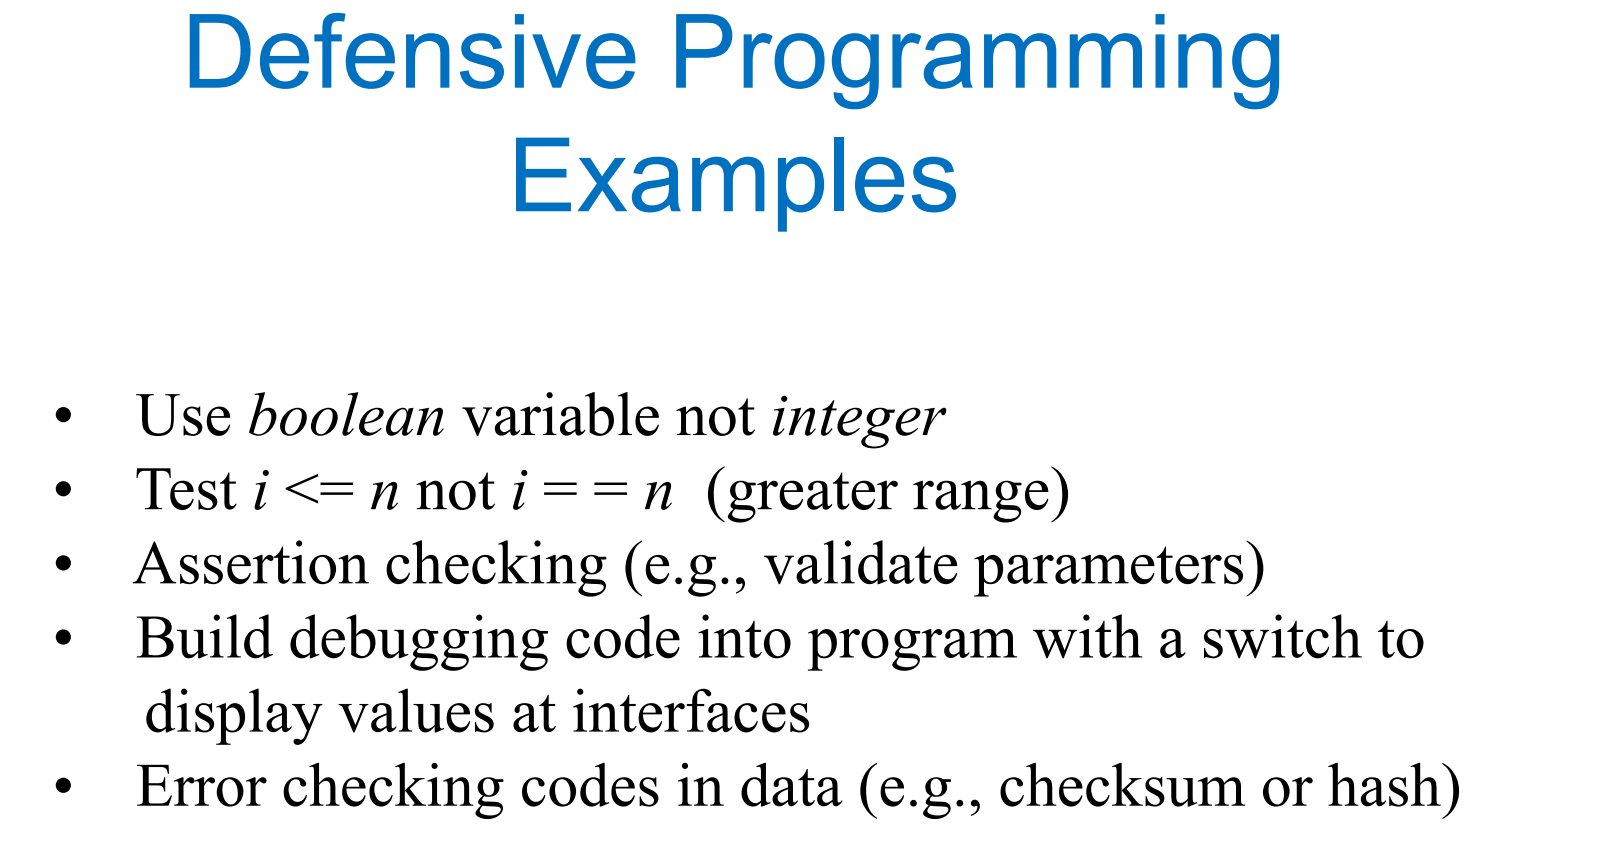 Defensive Programming
Examples
• Use boolean variable not integer
• Test i <= n not i = = n (greater range)
• Assertion checking (e.g., validate parameters)
• Build debugging code into program with a switch to
display values at interfaces
• Error checking codes in data (e.g., checksum or hash)